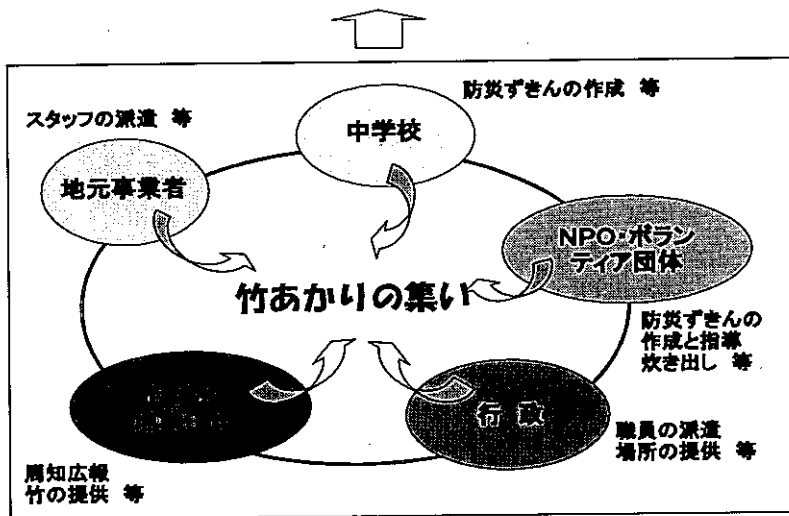 防災ずきんの作成 等
スタッフの派遣 等
中学校
地元事業者
NPO・ボラン
ティア団体
竹あかりの集い
防災ずきんの
作成と指導
炊き出し 等
行 政
職員の派遣
場所の提供 等
周知広報
竹の提供 等